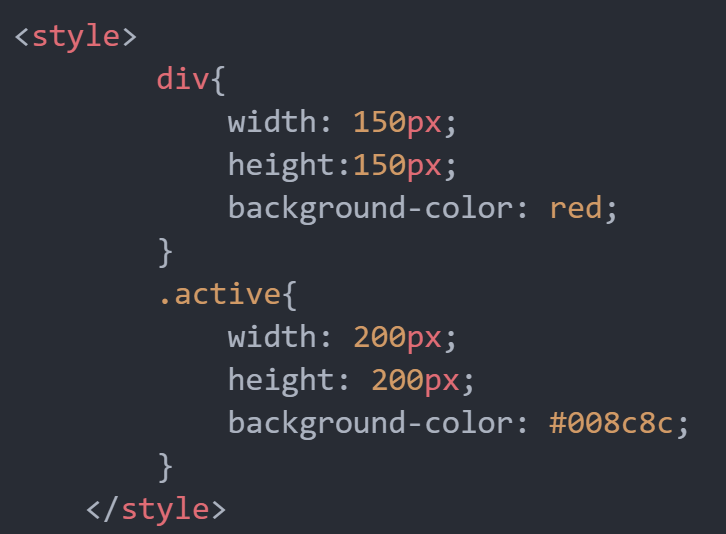 <style>
div{
width: 150px;
height:150px;
background-color: red;
}
.active{
width: 200px;
height: 200px;
background-color: #008c8c;
}
</style>